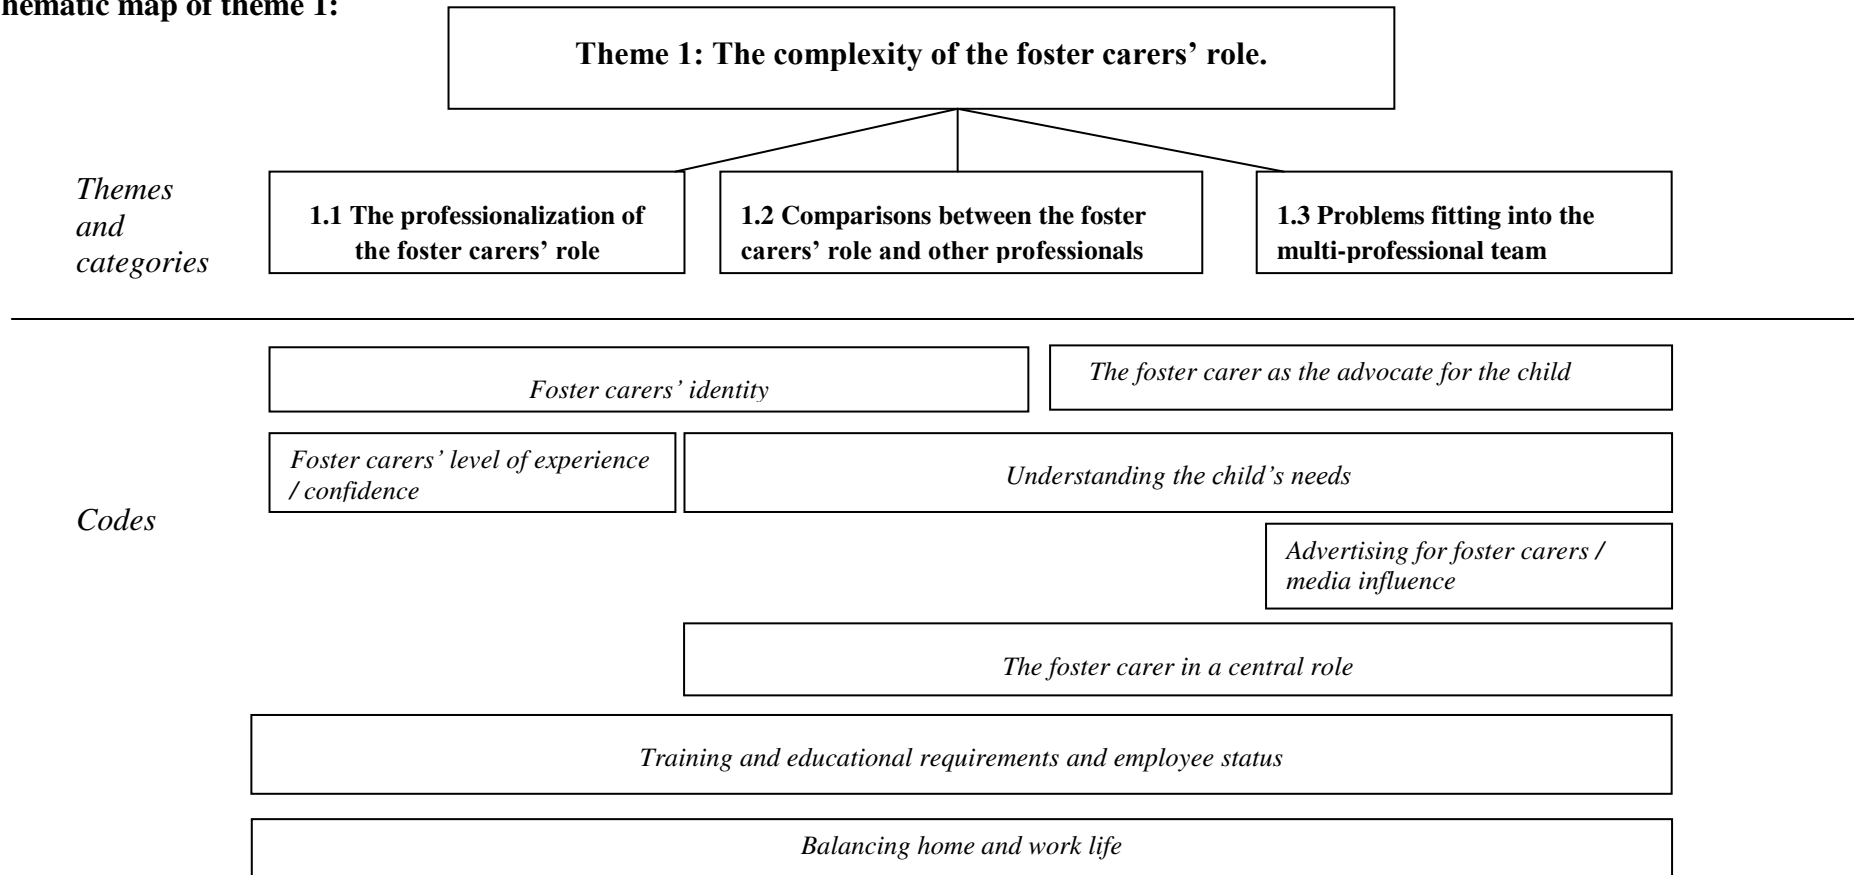 hematic map of theme 1:
Theme 1: The complexity of the foster carers’ role.
Themes
and
categories
1.1 The professionalization of
the foster carers’ role
1.2 Comparisons between the foster
carers’ role and other professionals
1.3 Problems fitting into the
multi-professional team
Codes
Foster carers’ identity
The foster carer as the advocate for the child
Foster carers’ level of experience
/ confidence
Understanding the child’s needs
Advertising for foster carers /
media influence
The foster carer in a central role
Training and educational requirements and employee status
Balancing home and work life